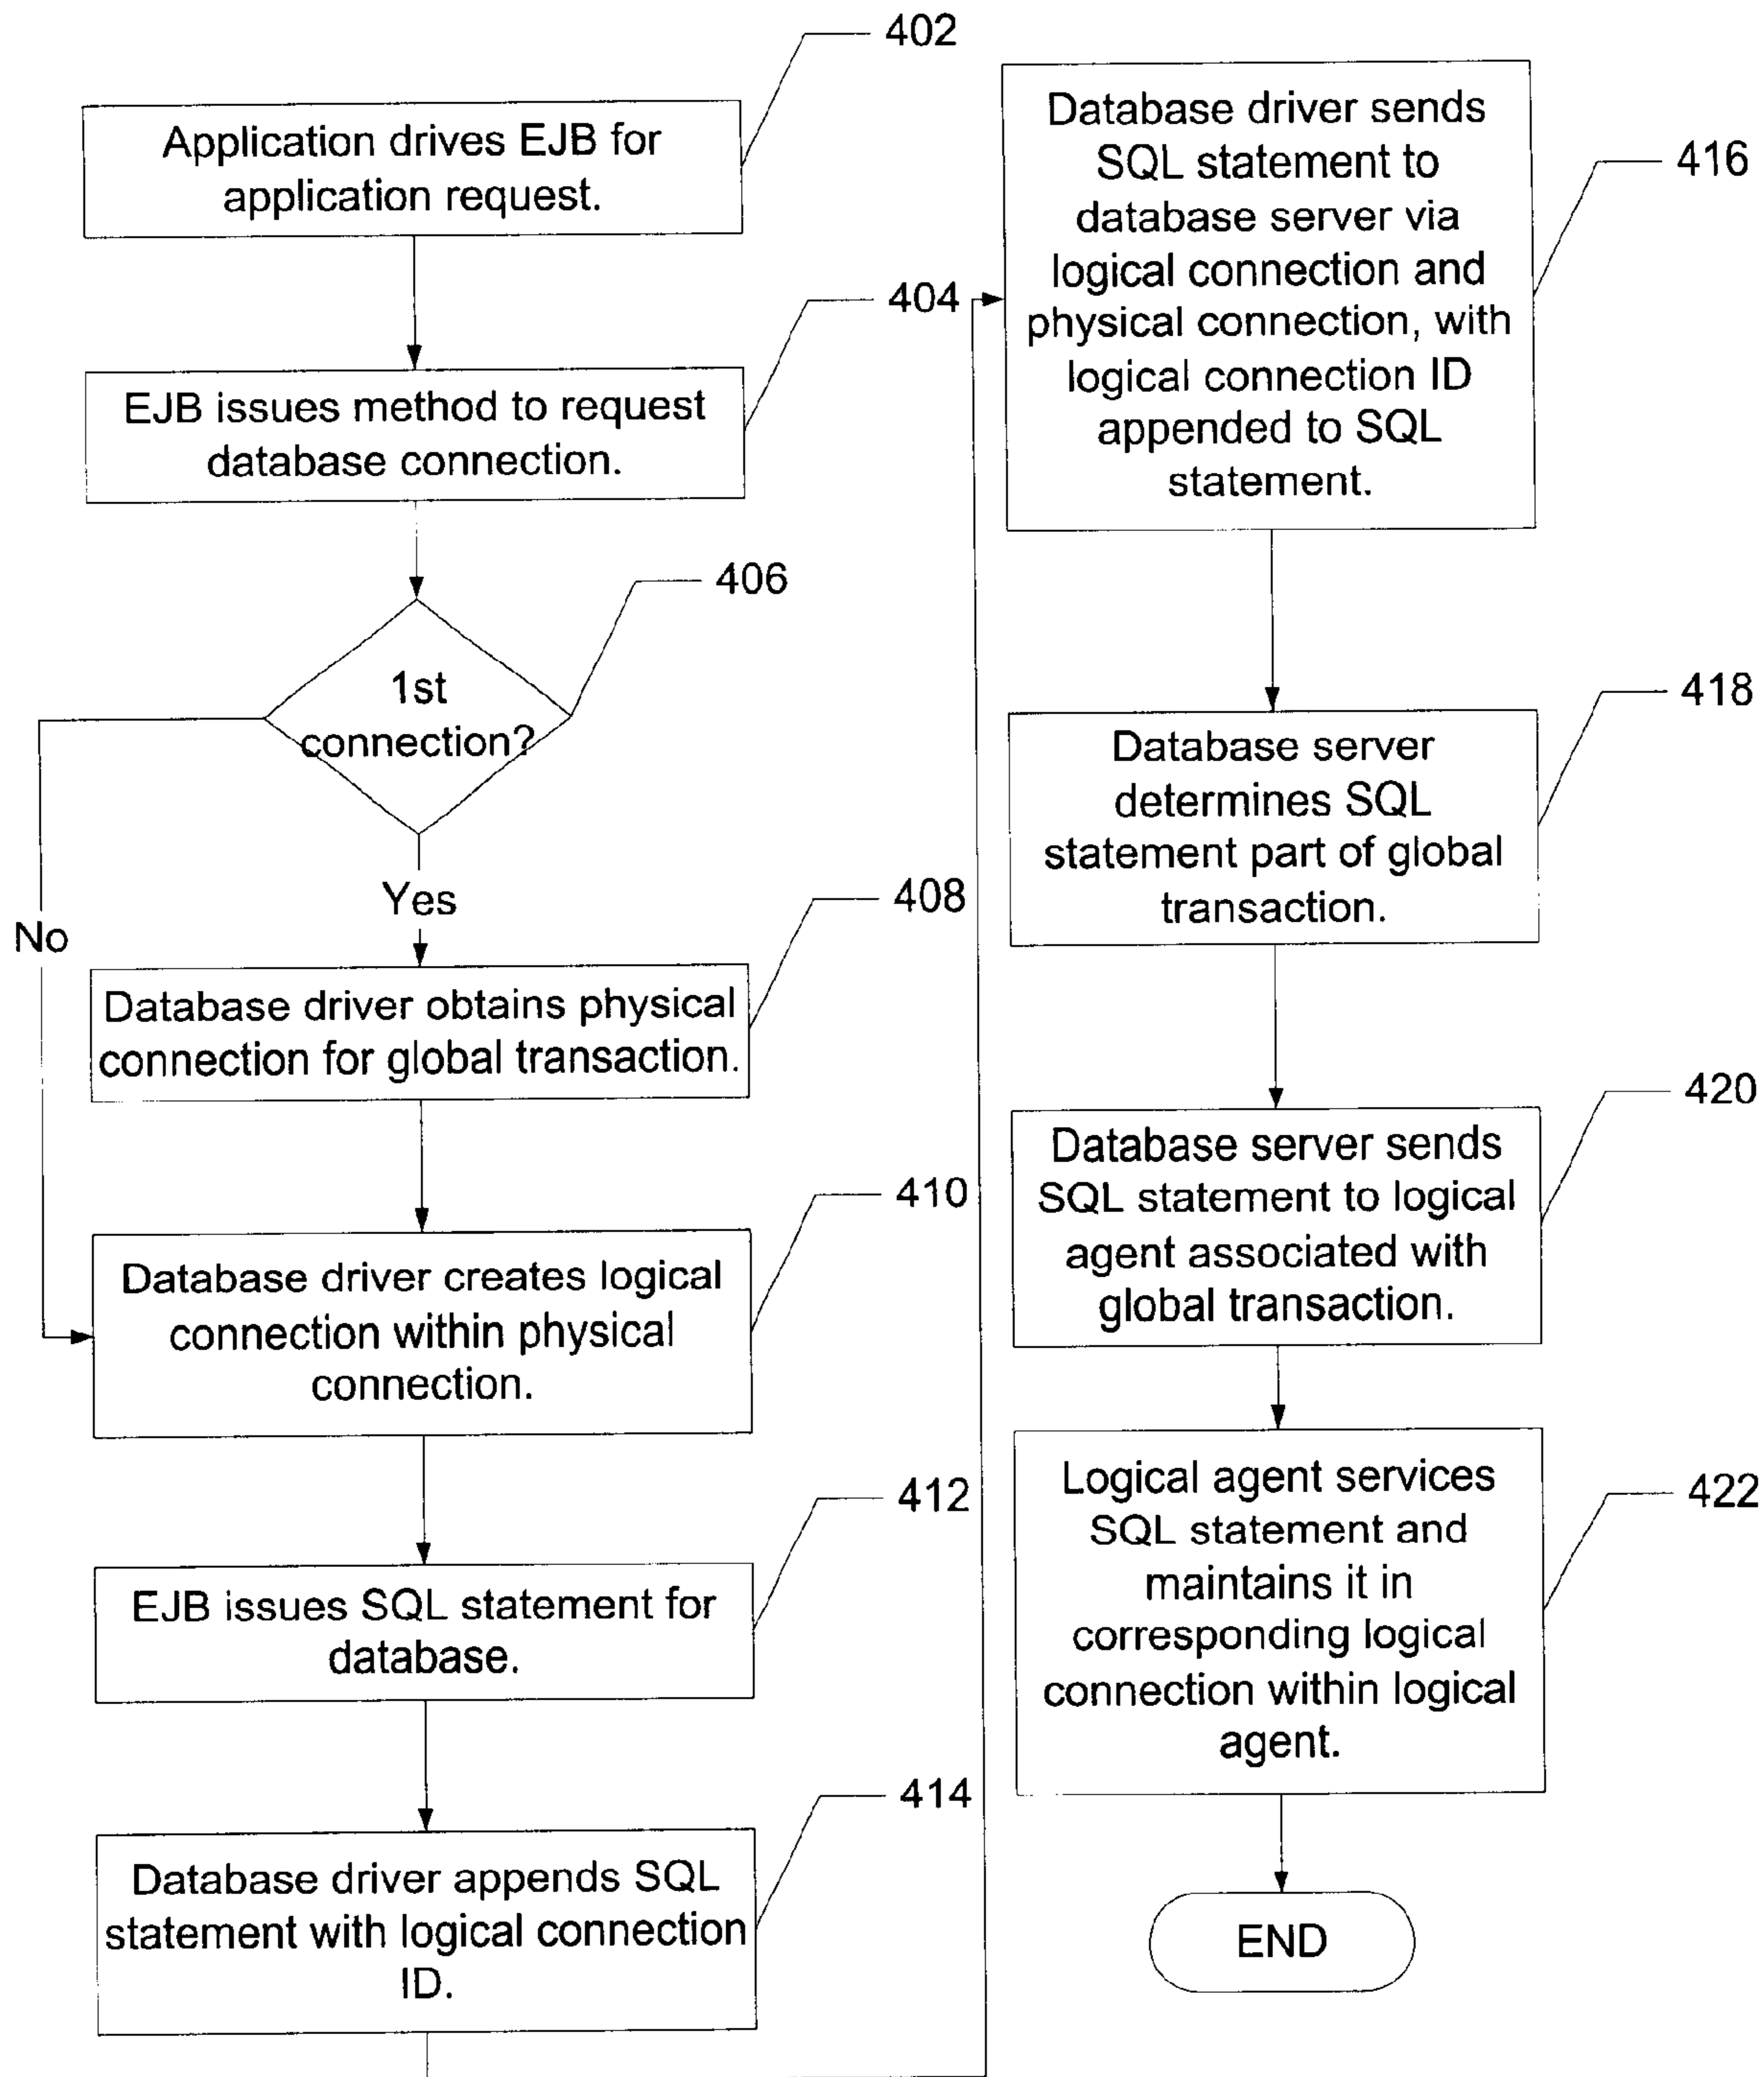 402
Application drives EJB for
application request.
404
EJB issues method to request
database connection.
406
1st
connection?
Yes
No
408
Database driver obtains physical
connection for global transaction.
410
Database driver creates logical
connection within physical
connection.
412
EJB issues SQL statement for
database.
414
Database driver appends SQL
statement with logical connection
ID.
416
Database driver sends
SQL statement to
database server via
logical connection and
physical connection, with
logical connection ID
appended to SQL
statement.
418
Database server
determines SQL
statement part of global
transaction.
420
Database server sends
SQL statement to logical
agent associated with
global transaction.
422
Logical agent services
SQL statement and
maintains it in
corresponding logical
connection within logical
agent.
END